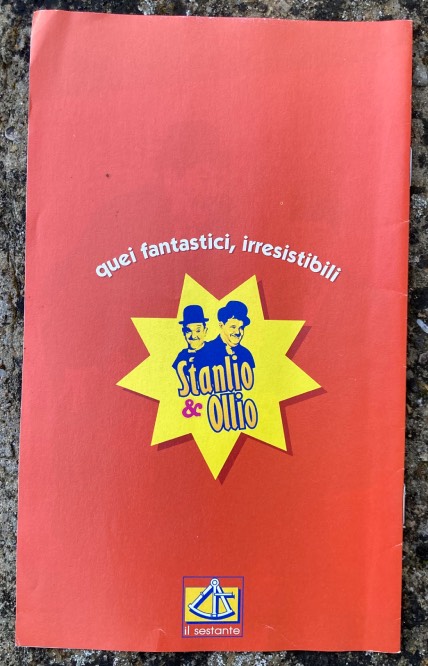 quei fantastici, irresistibili
Stanlio
& Ollio
il sestante